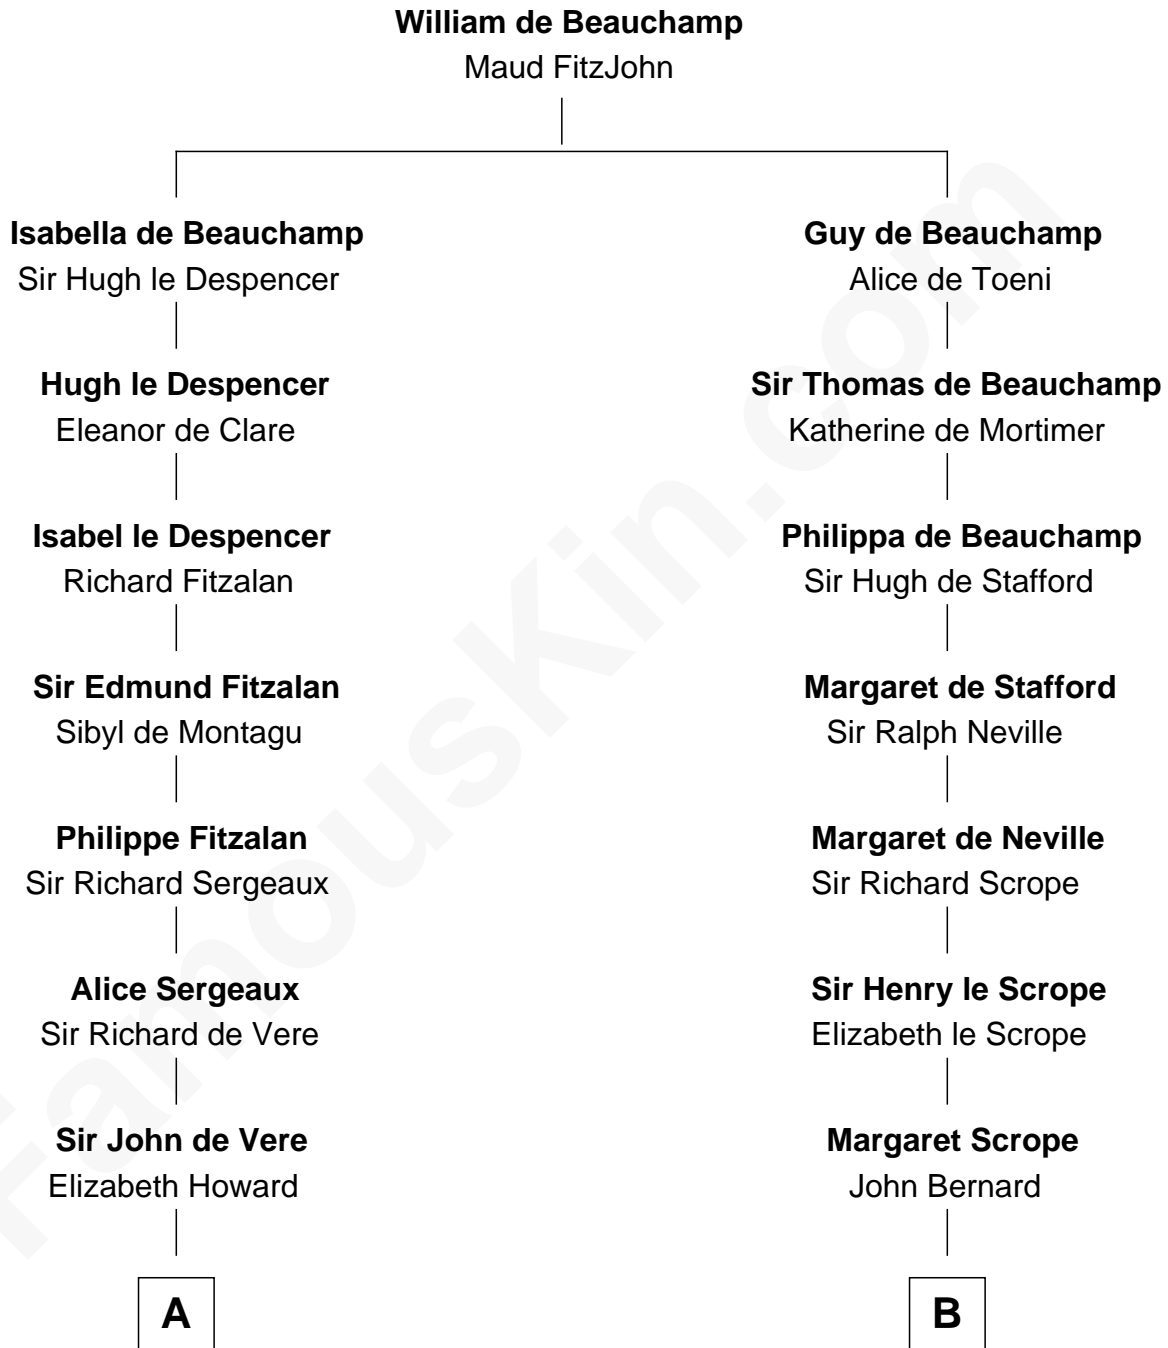 William de Beauchamp
Maud FitzJohn
Isabella de Beauchamp
Sir Hugh le Despencer
Guy de Beauchamp
Alice de Toeni
Hugh le Despencer
Eleanor de Clare
Sir Thomas de Beauchamp
Katherine de Mortimer
Isabel le Despencer
Richard Fitzalan
Philippa de Beauchamp
Sir Hugh de Stafford
Sir Edmund Fitzalan
Sibyl de Montagu
Margaret de Stafford
Sir Ralph Neville
Philippe Fitzalan
Sir Richard Sergeaux
Margaret de Neville
Sir Richard Scrope
Alice Sergeaux
Sir Richard de Vere
Sir Henry le Scrope
Elizabeth le Scrope
Sir John de Vere
Elizabeth Howard
Margaret Scrope
John Bernard
A
B
FamousKin.com